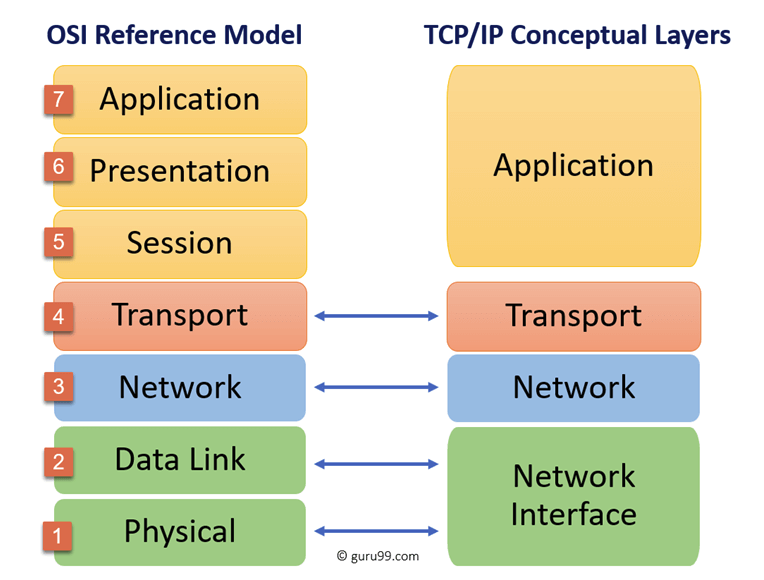 OSI Reference Model
TCP/IP Conceptual Layers
7 Application
6 Presentation
5 Session
4 Transport
3 Network
2 Data Link
1 Physical
Application
Transport
Network
Network
Interface
© guru99.com